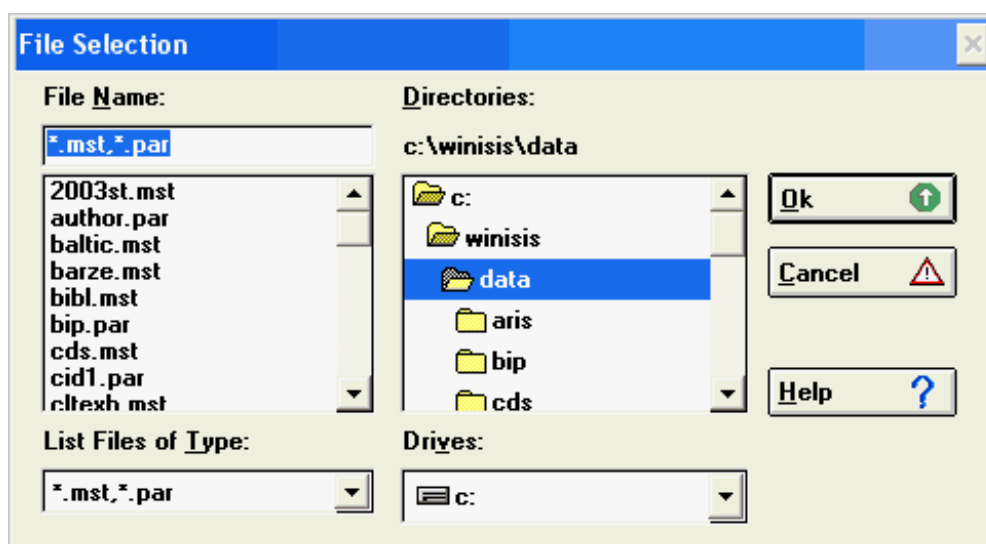 File Selection
File Name:
*.mst,*.par
2003st.mst
author.par
baltic.mst
barze.mst
bibl.mst
bip.par
cds.mst
cid1.par
cltexh.mst
List Files of Type:
*.mst,*.par
Directories:
c:\winisis\data
c:
winisis
data
aris
bip
cds
Drives:
c:
Ok
Cancel
Help